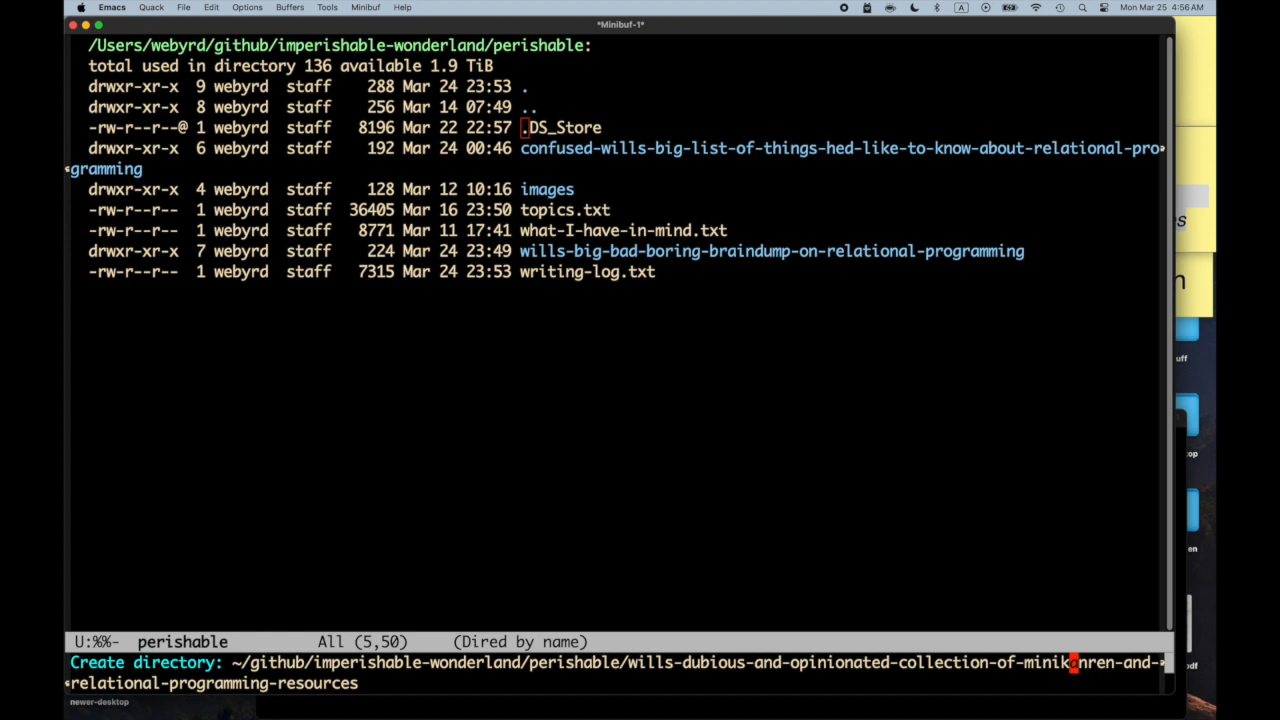 Emacs Quack File Edit Options Buffers Tools Minibuf Help A Mon Mar 25 4:56 AM
*Minibuf-1*
/Users/webyrd/github/imperishable-wonderland/perishable:
total used in directory 136 available 1.9 TiB
drwxr-xr-x 9 webyrd staff 288 Mar 24 23:53 .
drwxr-xr-x 8 webyrd staff 256 Mar 14 07:49 ..
-rw-r--r--@ 1 webyrd staff 8196 Mar 22 22:57 .DS_Store
drwxr-xr-x 6 webyrd staff 192 Mar 24 00:46 confused-wills-big-list-of-things-hed-like-to-know-about-relational-pro
gramming
drwxr-xr-x 4 webyrd staff 128 Mar 12 10:16 images
-rw-r--r-- 1 webyrd staff 36405 Mar 16 23:50 topics.txt
-rw-r--r-- 1 webyrd staff 8771 Mar 11 17:41 what-I-have-in-mind.txt
drwxr-xr-x 7 webyrd staff 224 Mar 24 23:49 wills-big-bad-boring-braindump-on-relational-programming
-rw-r--r-- 1 webyrd staff 7315 Mar 24 23:53 writing-log.txt
es
n
uff
top
en
pdf
U:%%- perishable All (5,50) (Dired by name)
Create directory: ~/github/imperishable-wonderland/perishable/wills-dubious-and-opinionated-collection-of-minikanren-and-
relational-programming-resources
newer-desktop